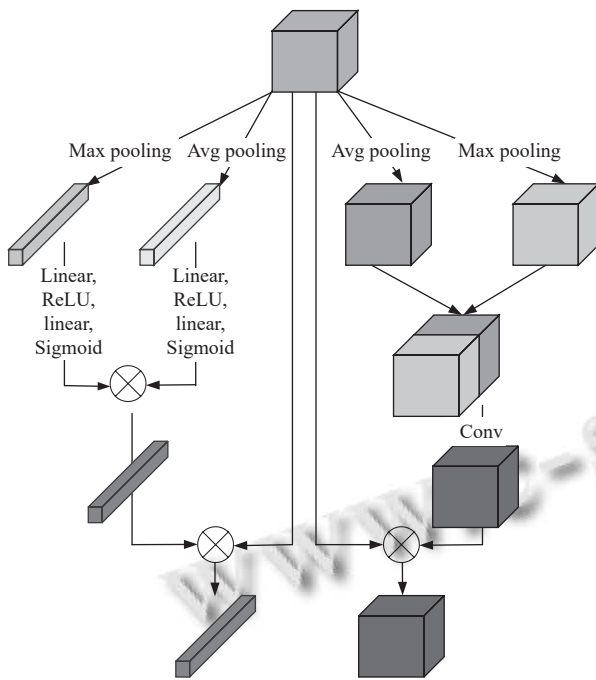 Max pooling
Avg pooling
Avg pooling
Max pooling
Linear,
ReLU,
linear,
Sigmoid
Linear,
ReLU,
linear,
Sigmoid
Conv